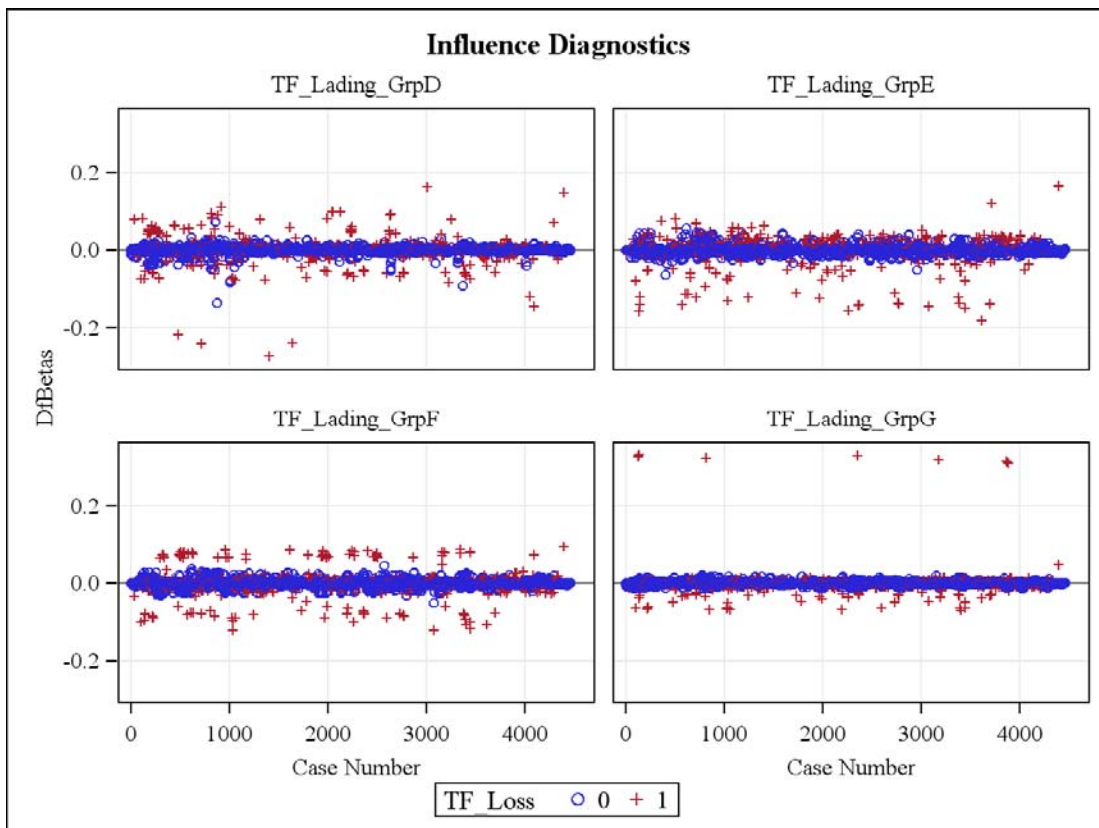 Influence Diagnostics
TF_Lading_GrpD
TF_Lading_GrpE
0.2
0.0
-0.2
DfBetas
TF_Lading_GrpF
TF_Lading_GrpG
0.2
0.0
-0.2
0 1000 2000 3000 4000
0 1000 2000 3000 4000
Case Number
Case Number
TF_Loss 0 1